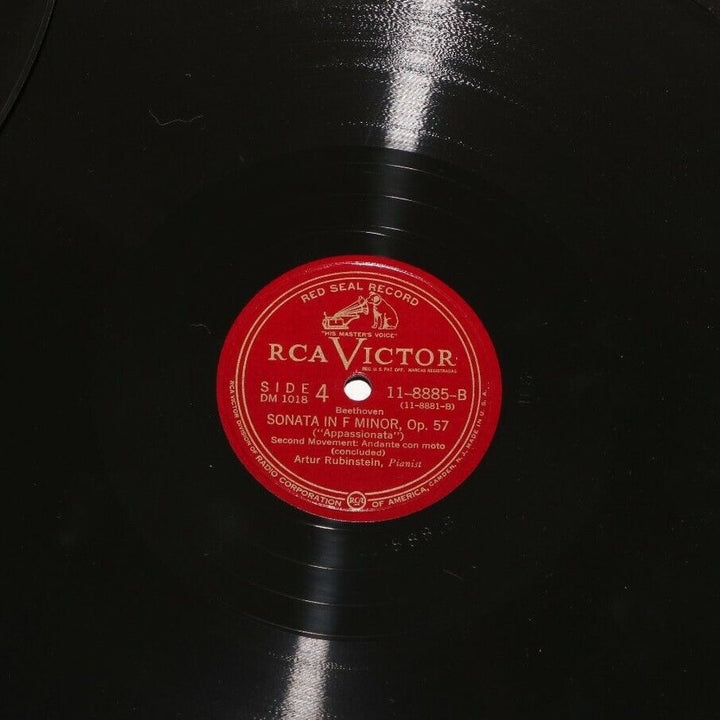 RED SEAL RECORD
"HIS MASTER'S VOICE"
RCA VICTOR
REG. U.S. PAT. OFF. MARCAS REGISTRADAS
SIDE 4 11-8885-B
DM 1018 (11-8881-B)
Beethoven
SONATA IN F MINOR, Op. 57
("Appassionata")
Second Movement: Andante con moto
(concluded)
Artur Rubinstein, Pianist
RCA VICTOR DIVISION OF RADIO CORPORATION RCA OF AMERICA, CAMDEN, N.J. MADE IN U.S.A.